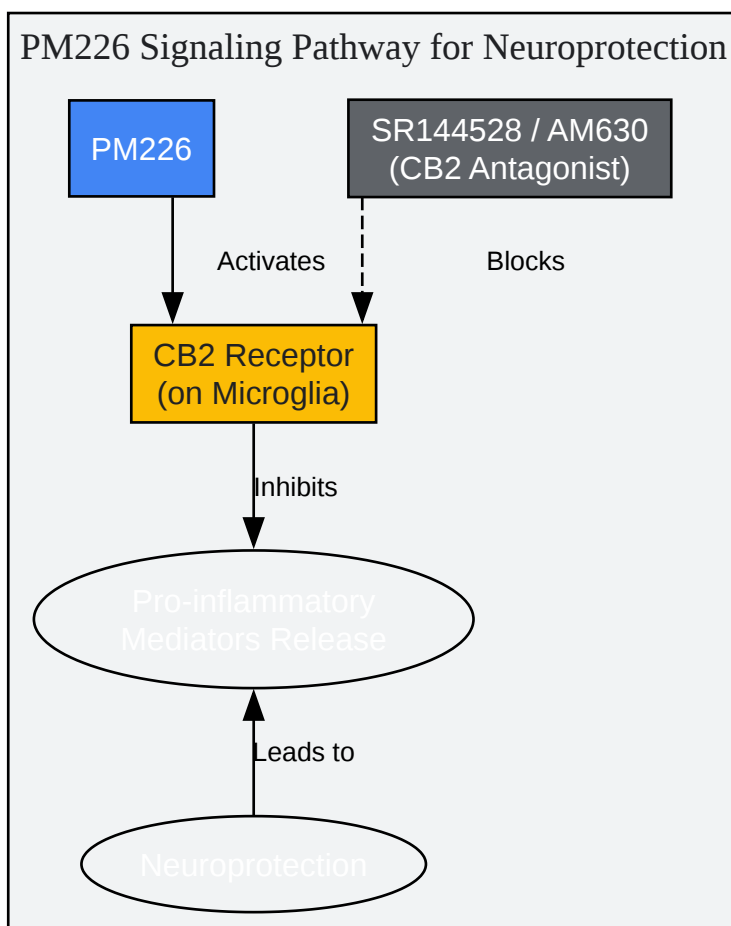 PM226 Signaling Pathway for Neuroprotection
PM226
SR144528 / AM630
(CB2 Antagonist)
Activates
Blocks
CB2 Receptor
(on Microglia)
Inhibits
Pro-inflammatory
Mediators Release
Leads to
Neuroprotection